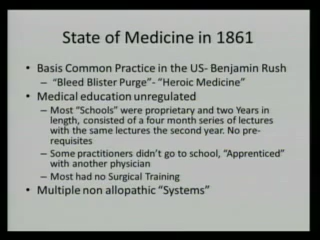 State of Medicine in 1861
• Basis Common Practice in the US- Benjamin Rush
– "Bleed Blister Purge"- "Heroic Medicine"
• Medical education unregulated
– Most "Schools" were proprietary and two Years in
length, consisted of a four month series of lectures
with the same lectures the second year. No pre-
requisites
– Some practitioners didn't go to school, "Apprenticed"
with another physician
– Most had no Surgical Training
• Multiple non allopathic "Systems"